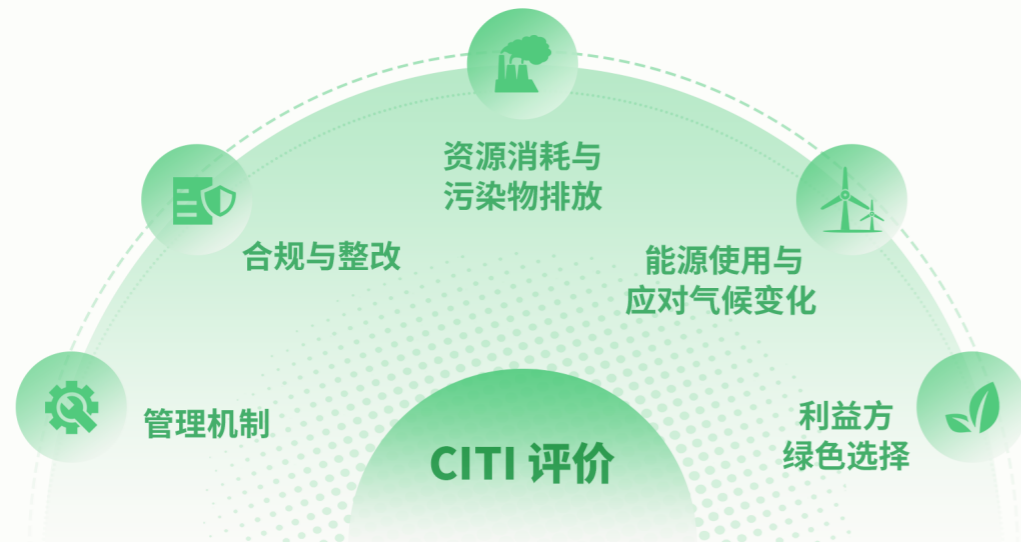 资源消耗与
污染物排放
合规与整改
能源使用与
应对气候变化
管理机制
利益方
绿色选择
CITI 评价